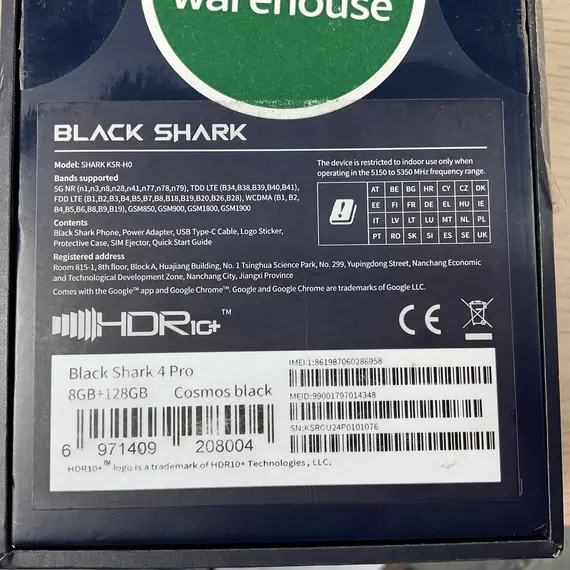 warehouse
BLACK SHARK
Model: SHARK KSR-H0
Bands supported
5G NR (n1,n3,n8,n28,n41,n77,n78,n79), TDD LTE (B34,B38,B39,B40,B41),
FDD LTE (B1,B2,B3,B4,B5,B7,B8,B18,B19,B20,B26,B28), WCDMA (B1, B2,
B4,B5,B6,B8,B9,B19), GSM850, GSM900, GSM1800, GSM1900
Contents
Black Shark Phone, Power Adapter, USB Type-C Cable, Logo Sticker,
Protective Case, SIM Ejector, Quick Start Guide
The device is restricted to indoor use only when
operating in the 5150 to 5350 MHz frequency range.
AT BE BG HR CY CZ DK
EE FI FR DE EL HU IE
IT LV LT LU MT NL PL
PT RO SK SI ES SE UK
Registered address
Room 815-1, 8th floor, Block A, Huajiang Building, No. 1 Tsinghua Science Park, No. 299, Yupingdong Street, Nanchang Economic
and Technological Development Zone, Nanchang City, Jiangxi Province
Comes with the Google™ app and Google Chrome™. Google and Google Chrome are trademarks of Google LLC.
HDR10+™
CE
Black Shark 4 Pro
8GB+128GB Cosmos black
6 971409 208004
HDR10+™ logo is a trademark of HDR10+ Technologies, LLC.
IMEI 1:861987060286958
MEID:99001797014348
SN:KSRGU24P0101076